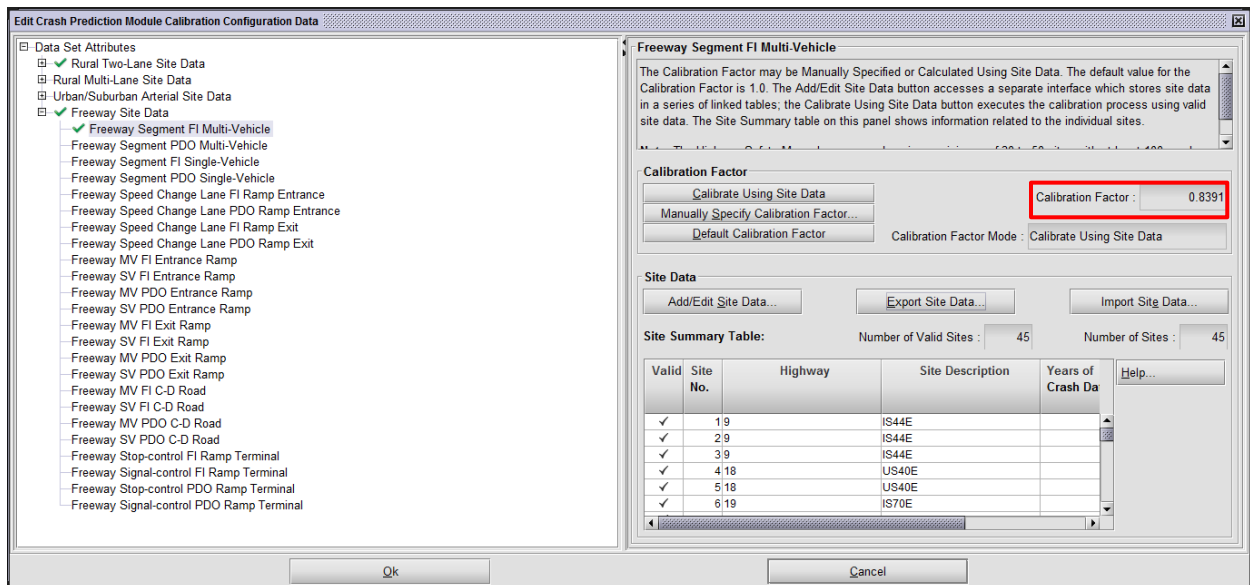 Edit Crash Prediction Module Calibration Configuration Data
Data Set Attributes
Rural Two-Lane Site Data
Rural Multi-Lane Site Data
Urban/Suburban Arterial Site Data
Freeway Site Data
Freeway Segment FI Multi-Vehicle
Freeway Segment PDO Multi-Vehicle
Freeway Segment FI Single-Vehicle
Freeway Segment PDO Single-Vehicle
Freeway Speed Change Lane FI Ramp Entrance
Freeway Speed Change Lane PDO Ramp Entrance
Freeway Speed Change Lane FI Ramp Exit
Freeway Speed Change Lane PDO Ramp Exit
Freeway MV FI Entrance Ramp
Freeway SV FI Entrance Ramp
Freeway MV PDO Entrance Ramp
Freeway SV PDO Entrance Ramp
Freeway MV FI Exit Ramp
Freeway SV FI Exit Ramp
Freeway MV PDO Exit Ramp
Freeway SV PDO Exit Ramp
Freeway MV FI C-D Road
Freeway SV FI C-D Road
Freeway MV PDO C-D Road
Freeway SV PDO C-D Road
Freeway Stop-control FI Ramp Terminal
Freeway Signal-control FI Ramp Terminal
Freeway Stop-control PDO Ramp Terminal
Freeway Signal-control PDO Ramp Terminal
Freeway Segment FI Multi-Vehicle
The Calibration Factor may be Manually Specified or Calculated Using Site Data. The default value for the
Calibration Factor is 1.0. The Add/Edit Site Data button accesses a separate interface which stores site data
in a series of linked tables; the Calibrate Using Site Data button executes the calibration process using valid
site data. The Site Summary table on this panel shows information related to the individual sites.
Calibration Factor
Calibrate Using Site Data
Calibration Factor : 0.8391
Manually Specify Calibration Factor...
Default Calibration Factor
Calibration Factor Mode : Calibrate Using Site Data
Site Data
Add/Edit Site Data... Export Site Data... Import Site Data...
Site Summary Table: Number of Valid Sites : 45 Number of Sites : 45
Valid Site No. Highway Site Description Years of Crash Da
Help...
✓ 1 9 IS44E
✓ 2 9 IS44E
✓ 3 9 IS44E
✓ 4 18 US40E
✓ 5 18 US40E
✓ 6 19 IS70E
Ok Cancel